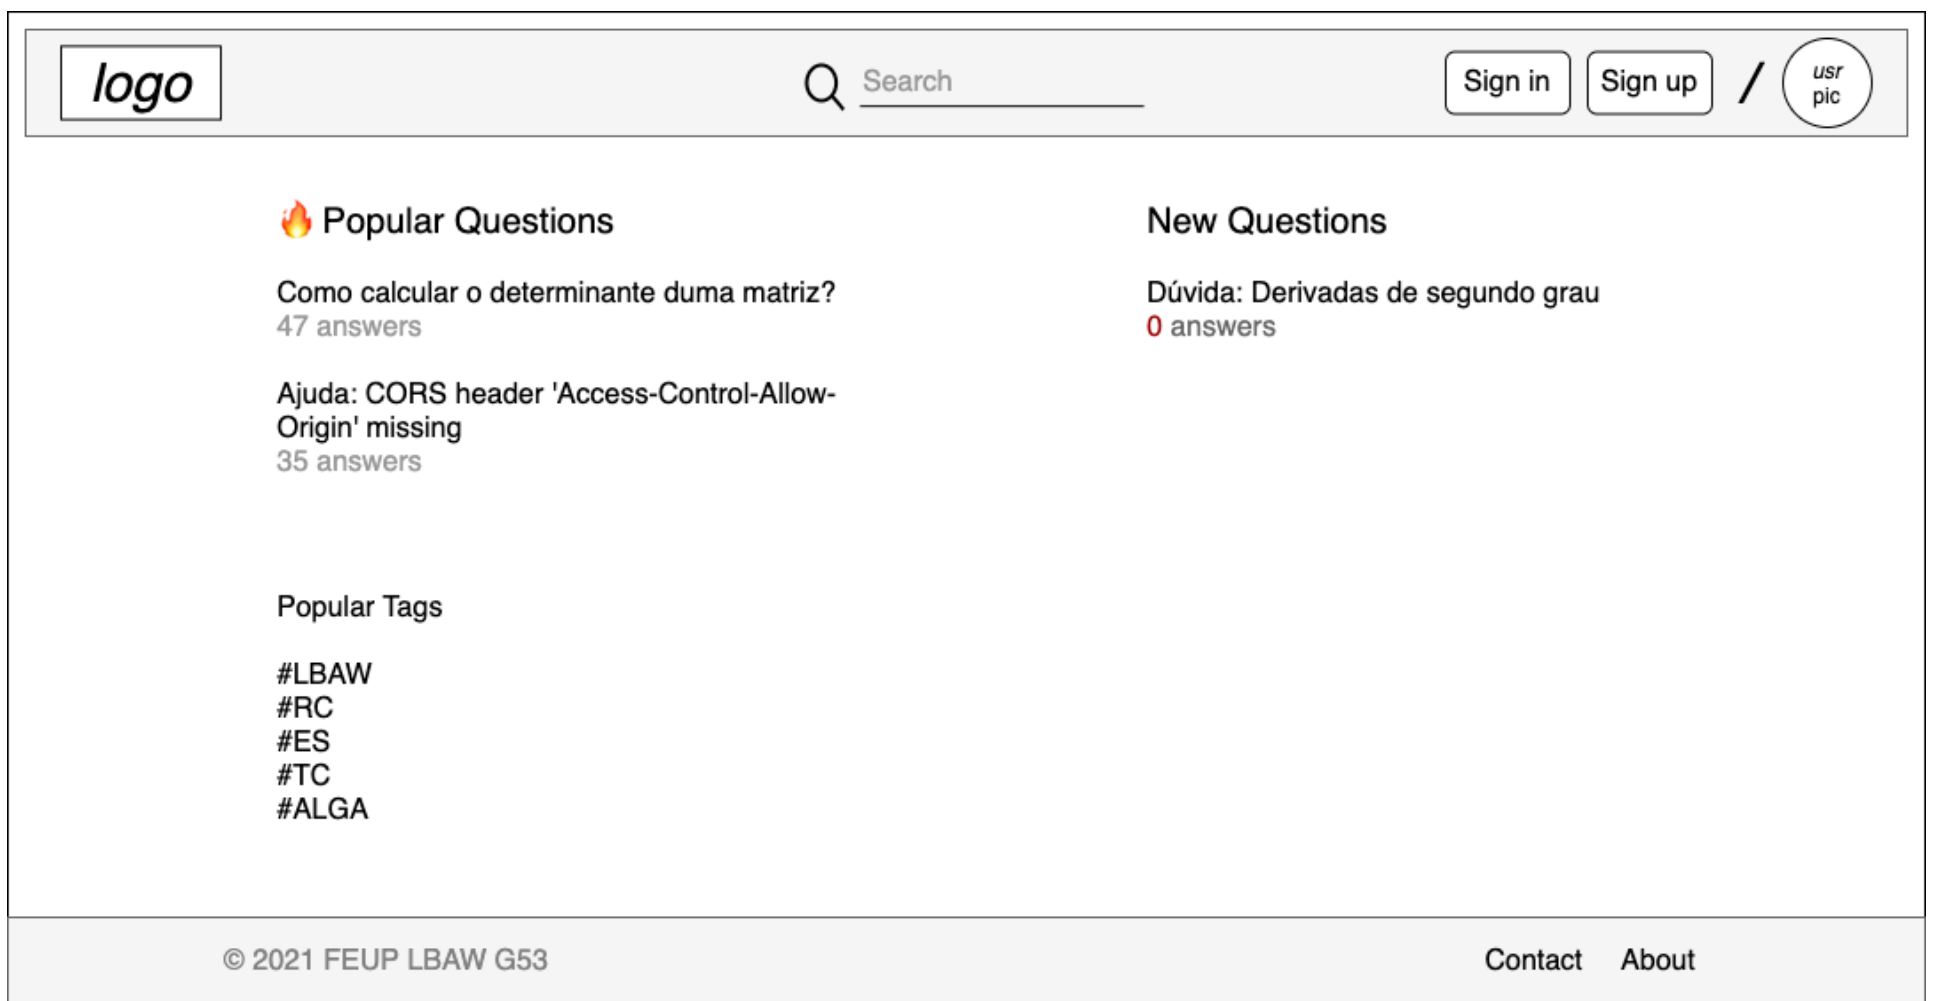 logo
Search
Sign in
Sign up
/
usr
pic
🔥 Popular Questions
Como calcular o determinante duma matriz?
47 answers
Ajuda: CORS header 'Access-Control-Allow-
Origin' missing
35 answers
New Questions
Dúvida: Derivadas de segundo grau
0 answers
Popular Tags
#LBAW
#RC
#ES
#TC
#ALGA
© 2021 FEUP LBAW G53
Contact
About